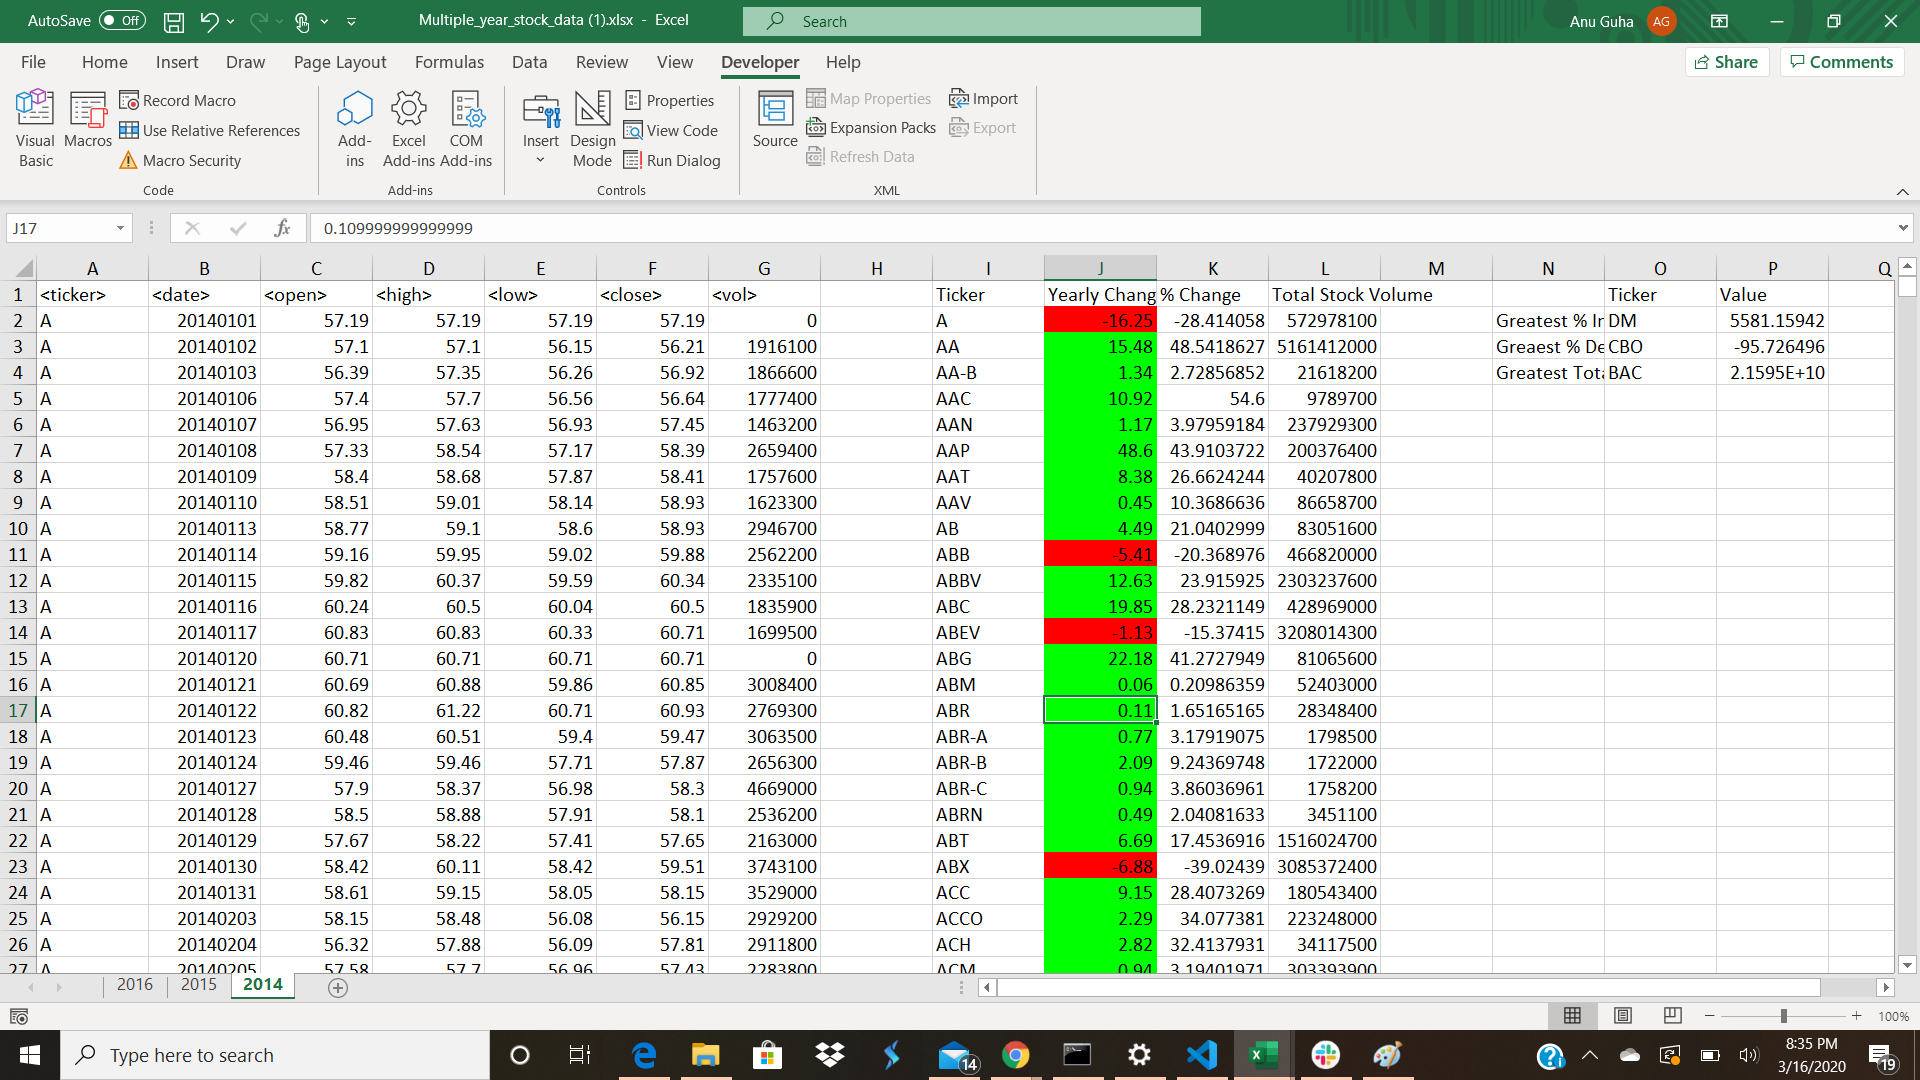 AutoSave Off Multiple_year_stock_data (1).xlsx - Excel Search Anu Guha AG
File Home Insert Draw Page Layout Formulas Data Review View Developer Help Share Comments
Visual Basic Macros Record Macro Use Relative References Macro Security Code
Add-ins Excel Add-ins COM Add-ins Add-ins
Insert Design Mode Properties View Code Run Dialog Controls
Source Map Properties Expansion Packs Refresh Data Import Export XML
J17 fx 0.109999999999999
A B C D E F G H I J K L M N O P Q
1 <ticker> <date> <open> <high> <low> <close> <vol> Ticker Yearly Chang % Change Total Stock Volume Ticker Value
2 A 20140101 57.19 57.19 57.19 57.19 0 A -16.25 -28.414058 572978100 Greatest % In DM 5581.15942
3 A 20140102 57.1 57.1 56.15 56.21 1916100 AA 15.48 48.5418627 5161412000 Greaest % De CBO -95.726496
4 A 20140103 56.39 57.35 56.26 56.92 1866600 AA-B 1.34 2.72856852 21618200 Greatest Tota BAC 2.1595E+10
5 A 20140106 57.4 57.7 56.56 56.64 1777400 AAC 10.92 54.6 9789700
6 A 20140107 56.95 57.63 56.93 57.45 1463200 AAN 1.17 3.97959184 237929300
7 A 20140108 57.33 58.54 57.17 58.39 2659400 AAP 48.6 43.9103722 200376400
8 A 20140109 58.4 58.68 57.87 58.41 1757600 AAT 8.38 26.6624244 40207800
9 A 20140110 58.51 59.01 58.14 58.93 1623300 AAV 0.45 10.3686636 86658700
10 A 20140113 58.77 59.1 58.6 58.93 2946700 AB 4.49 21.0402999 83051600
11 A 20140114 59.16 59.95 59.02 59.88 2562200 ABB -5.41 -20.368976 466820000
12 A 20140115 59.82 60.37 59.59 60.34 2335100 ABBV 12.63 23.915925 2303237600
13 A 20140116 60.24 60.5 60.04 60.5 1835900 ABC 19.85 28.2321149 428969000
14 A 20140117 60.83 60.83 60.33 60.71 1699500 ABEV -1.13 -15.37415 3208014300
15 A 20140120 60.71 60.71 60.71 60.71 0 ABG 22.18 41.2727949 81065600
16 A 20140121 60.69 60.88 59.86 60.85 3008400 ABM 0.06 0.20986359 52403000
17 A 20140122 60.82 61.22 60.71 60.93 2769300 ABR 0.11 1.65165165 28348400
18 A 20140123 60.48 60.51 59.4 59.47 3063500 ABR-A 0.77 3.17919075 1798500
19 A 20140124 59.46 59.46 57.71 57.87 2656300 ABR-B 2.09 9.24369748 1722000
20 A 20140127 57.9 58.37 56.98 58.3 4669000 ABR-C 0.94 3.86036961 1758200
21 A 20140128 58.5 58.88 57.91 58.1 2536200 ABRN 0.49 2.04081633 3451100
22 A 20140129 57.67 58.22 57.41 57.65 2163000 ABT 6.69 17.4536916 1516024700
23 A 20140130 58.42 60.11 58.42 59.51 3743100 ABX -6.88 -39.02439 3085372400
24 A 20140131 58.61 59.15 58.05 58.15 3529000 ACC 9.15 28.4073269 180543400
25 A 20140203 58.15 58.48 56.08 56.15 2929200 ACCO 2.29 34.077381 223248000
26 A 20140204 56.32 57.88 56.09 57.81 2911800 ACH 2.82 32.4137931 34117500
27 A 20140205 57.58 57.7 56.96 57.43 2283800 ACM 0.94 3.19401971 303393900
2016 2015 2014
100%
Type here to search 14 8:35 PM 3/16/2020 19